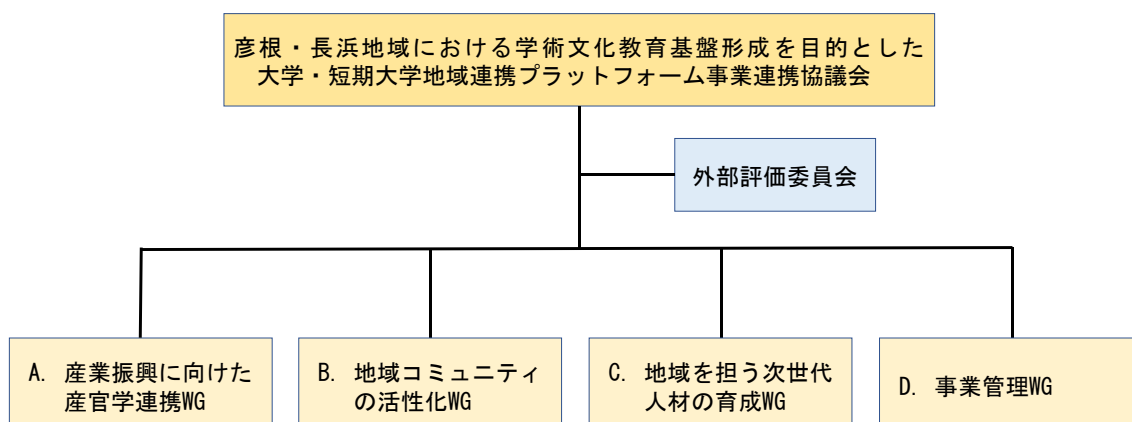 彦根・長浜地域における学術文化教育基盤形成を目的とした
大学・短期大学地域連携プラットフォーム事業連携協議会
外部評価委員会
A. 産業振興に向けた
産官学連携WG
B. 地域コミュニティ
の活性化WG
C. 地域を担う次世代
人材の育成WG
D. 事業管理WG